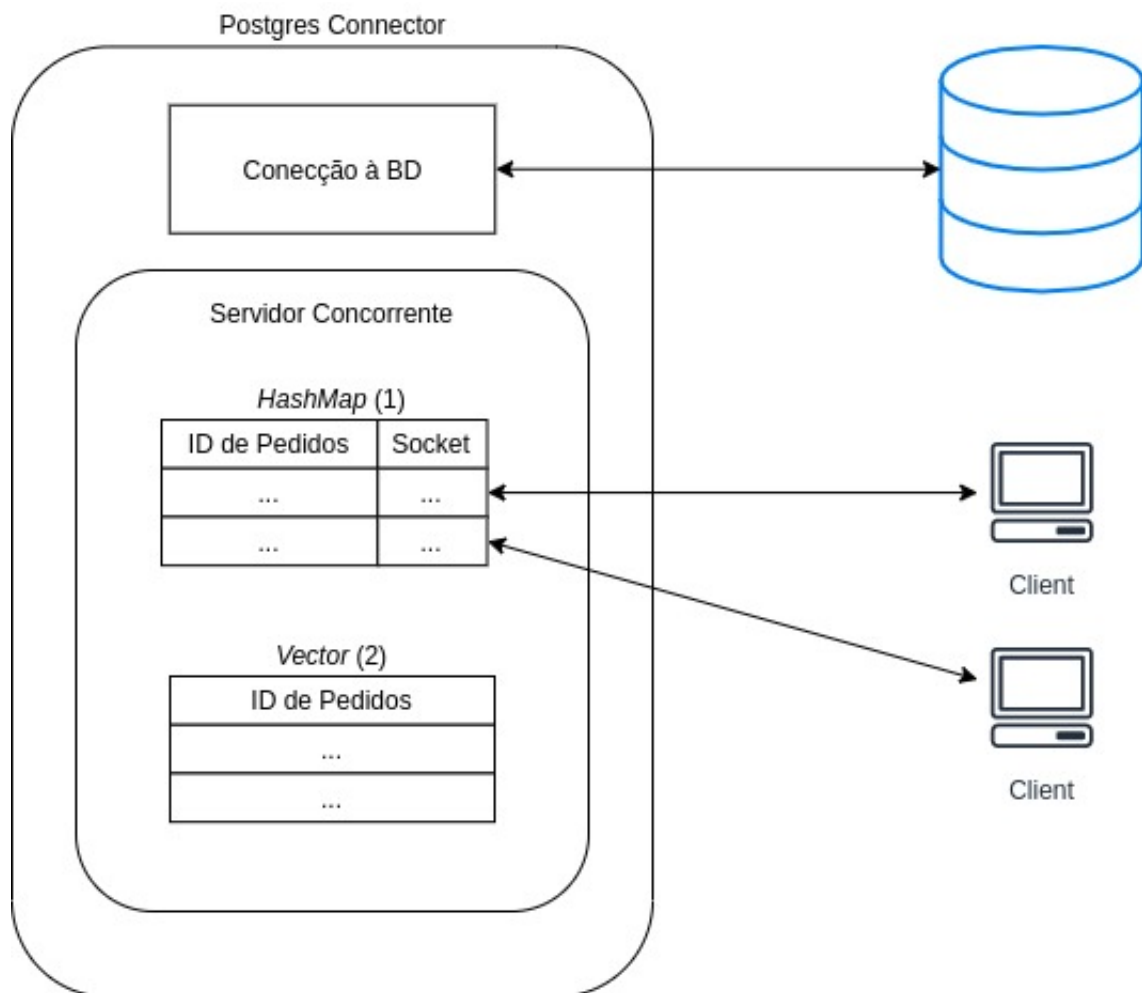 Postgres Connector
Conecção à BD
Servidor Concorrente
HashMap (1)
ID de Pedidos Socket
... ...
... ...
Client
Vector (2)
ID de Pedidos
...
...
Client